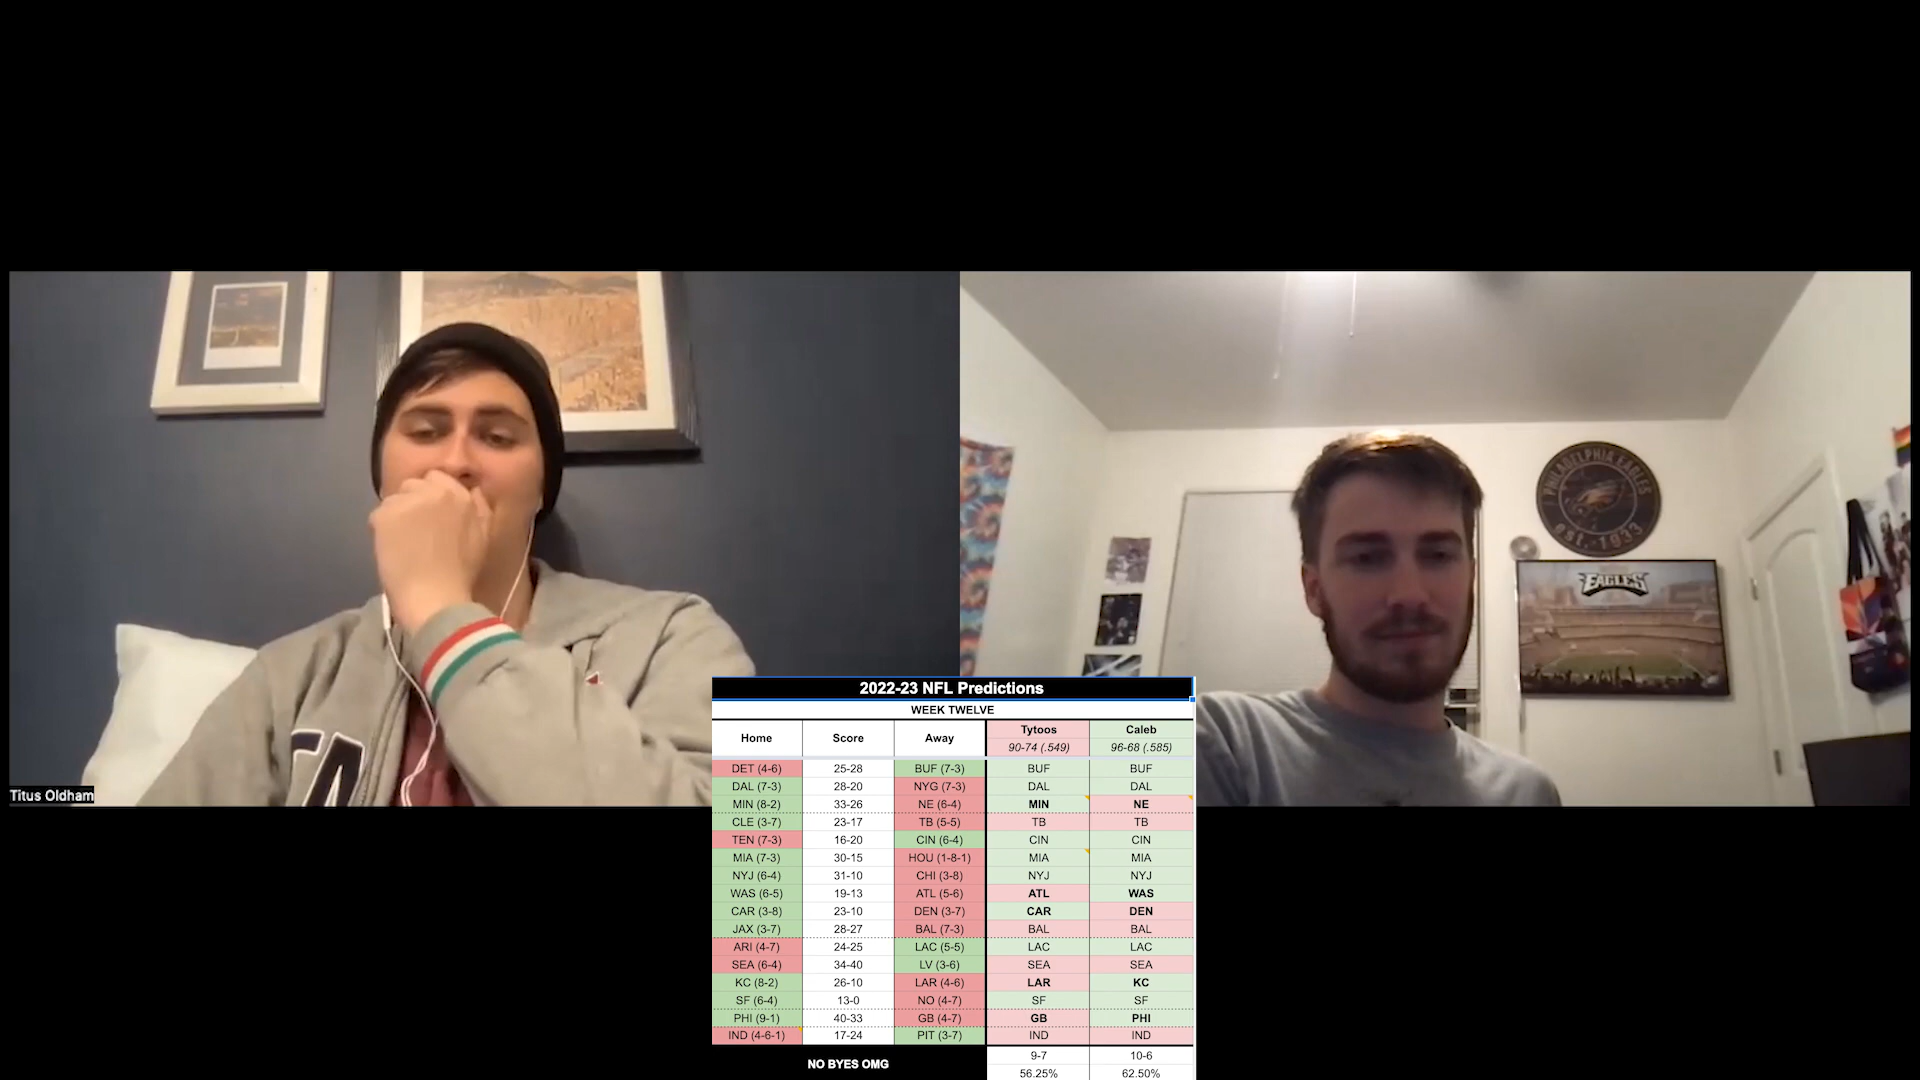 PHILADELPHIA EAGLES
est. 1933
EAGLES
TA
Titus Oldham
2022-23 NFL Predictions
WEEK TWELVE
Home Score Away Tytoos Caleb
90-74 (.549) 96-68 (.585)
DET (4-6) 25-28 BUF (7-3) BUF BUF
DAL (7-3) 28-20 NYG (7-3) DAL DAL
MIN (8-2) 33-26 NE (6-4) MIN NE
CLE (3-7) 23-17 TB (5-5) TB TB
TEN (7-3) 16-20 CIN (6-4) CIN CIN
MIA (7-3) 30-15 HOU (1-8-1) MIA MIA
NYJ (6-4) 31-10 CHI (3-8) NYJ NYJ
WAS (6-5) 19-13 ATL (5-6) ATL WAS
CAR (3-8) 23-10 DEN (3-7) CAR DEN
JAX (3-7) 28-27 BAL (7-3) BAL BAL
ARI (4-7) 24-25 LAC (5-5) LAC LAC
SEA (6-4) 34-40 LV (3-6) SEA SEA
KC (8-2) 26-10 LAR (4-6) LAR KC
SF (6-4) 13-0 NO (4-7) SF SF
PHI (9-1) 40-33 GB (4-7) GB PHI
IND (4-6-1) 17-24 PIT (3-7) IND IND
NO BYES OMG 9-7 10-6
56.25% 62.50%